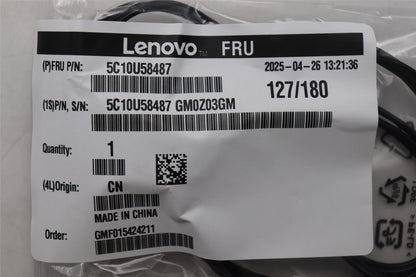 Lenovo™ FRU
(P)FRU P/N: 5C10U58487 2025-04-26 13:21:36
127/180
(1S)P/N, S/N: 5C10U58487 GM0Z03GM
Quantity: 1
(4L)Origin: CN
MADE IN CHINA
Order: GMF015424211